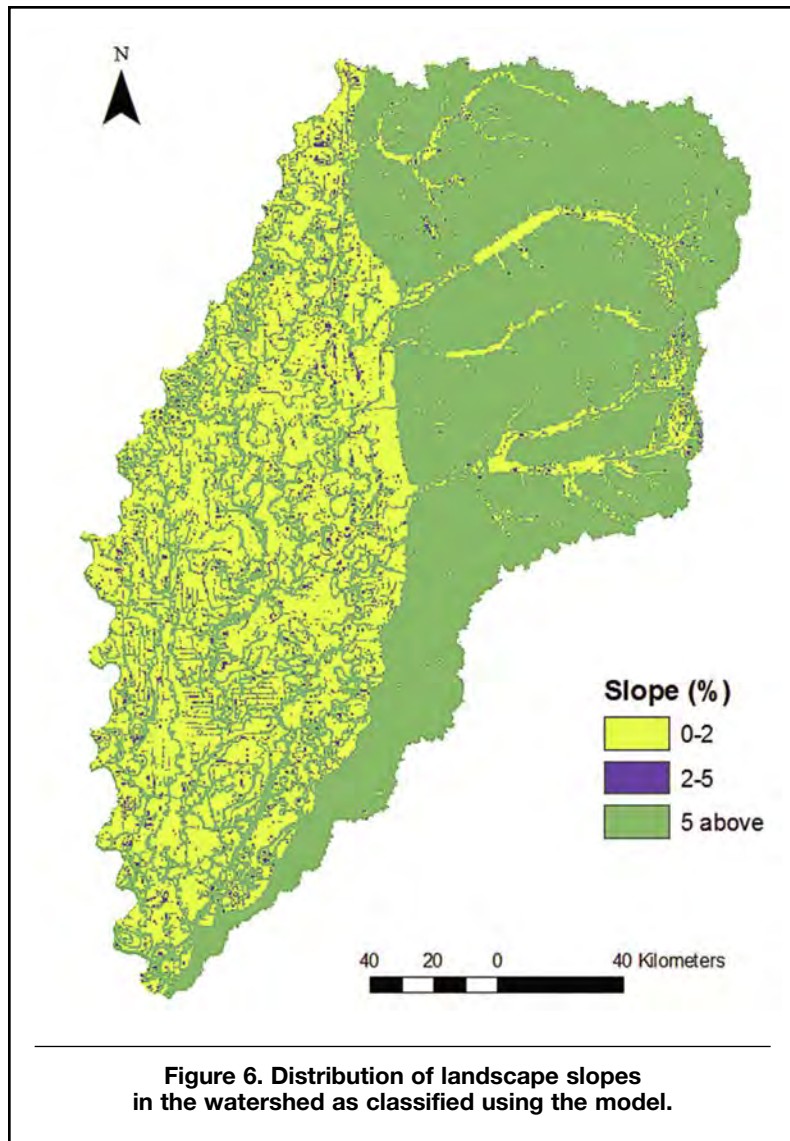 N
Slope (%)
0-2
2-5
5 above
40 20 0 40 Kilometers
Figure 6. Distribution of landscape slopes
in the watershed as classified using the model.